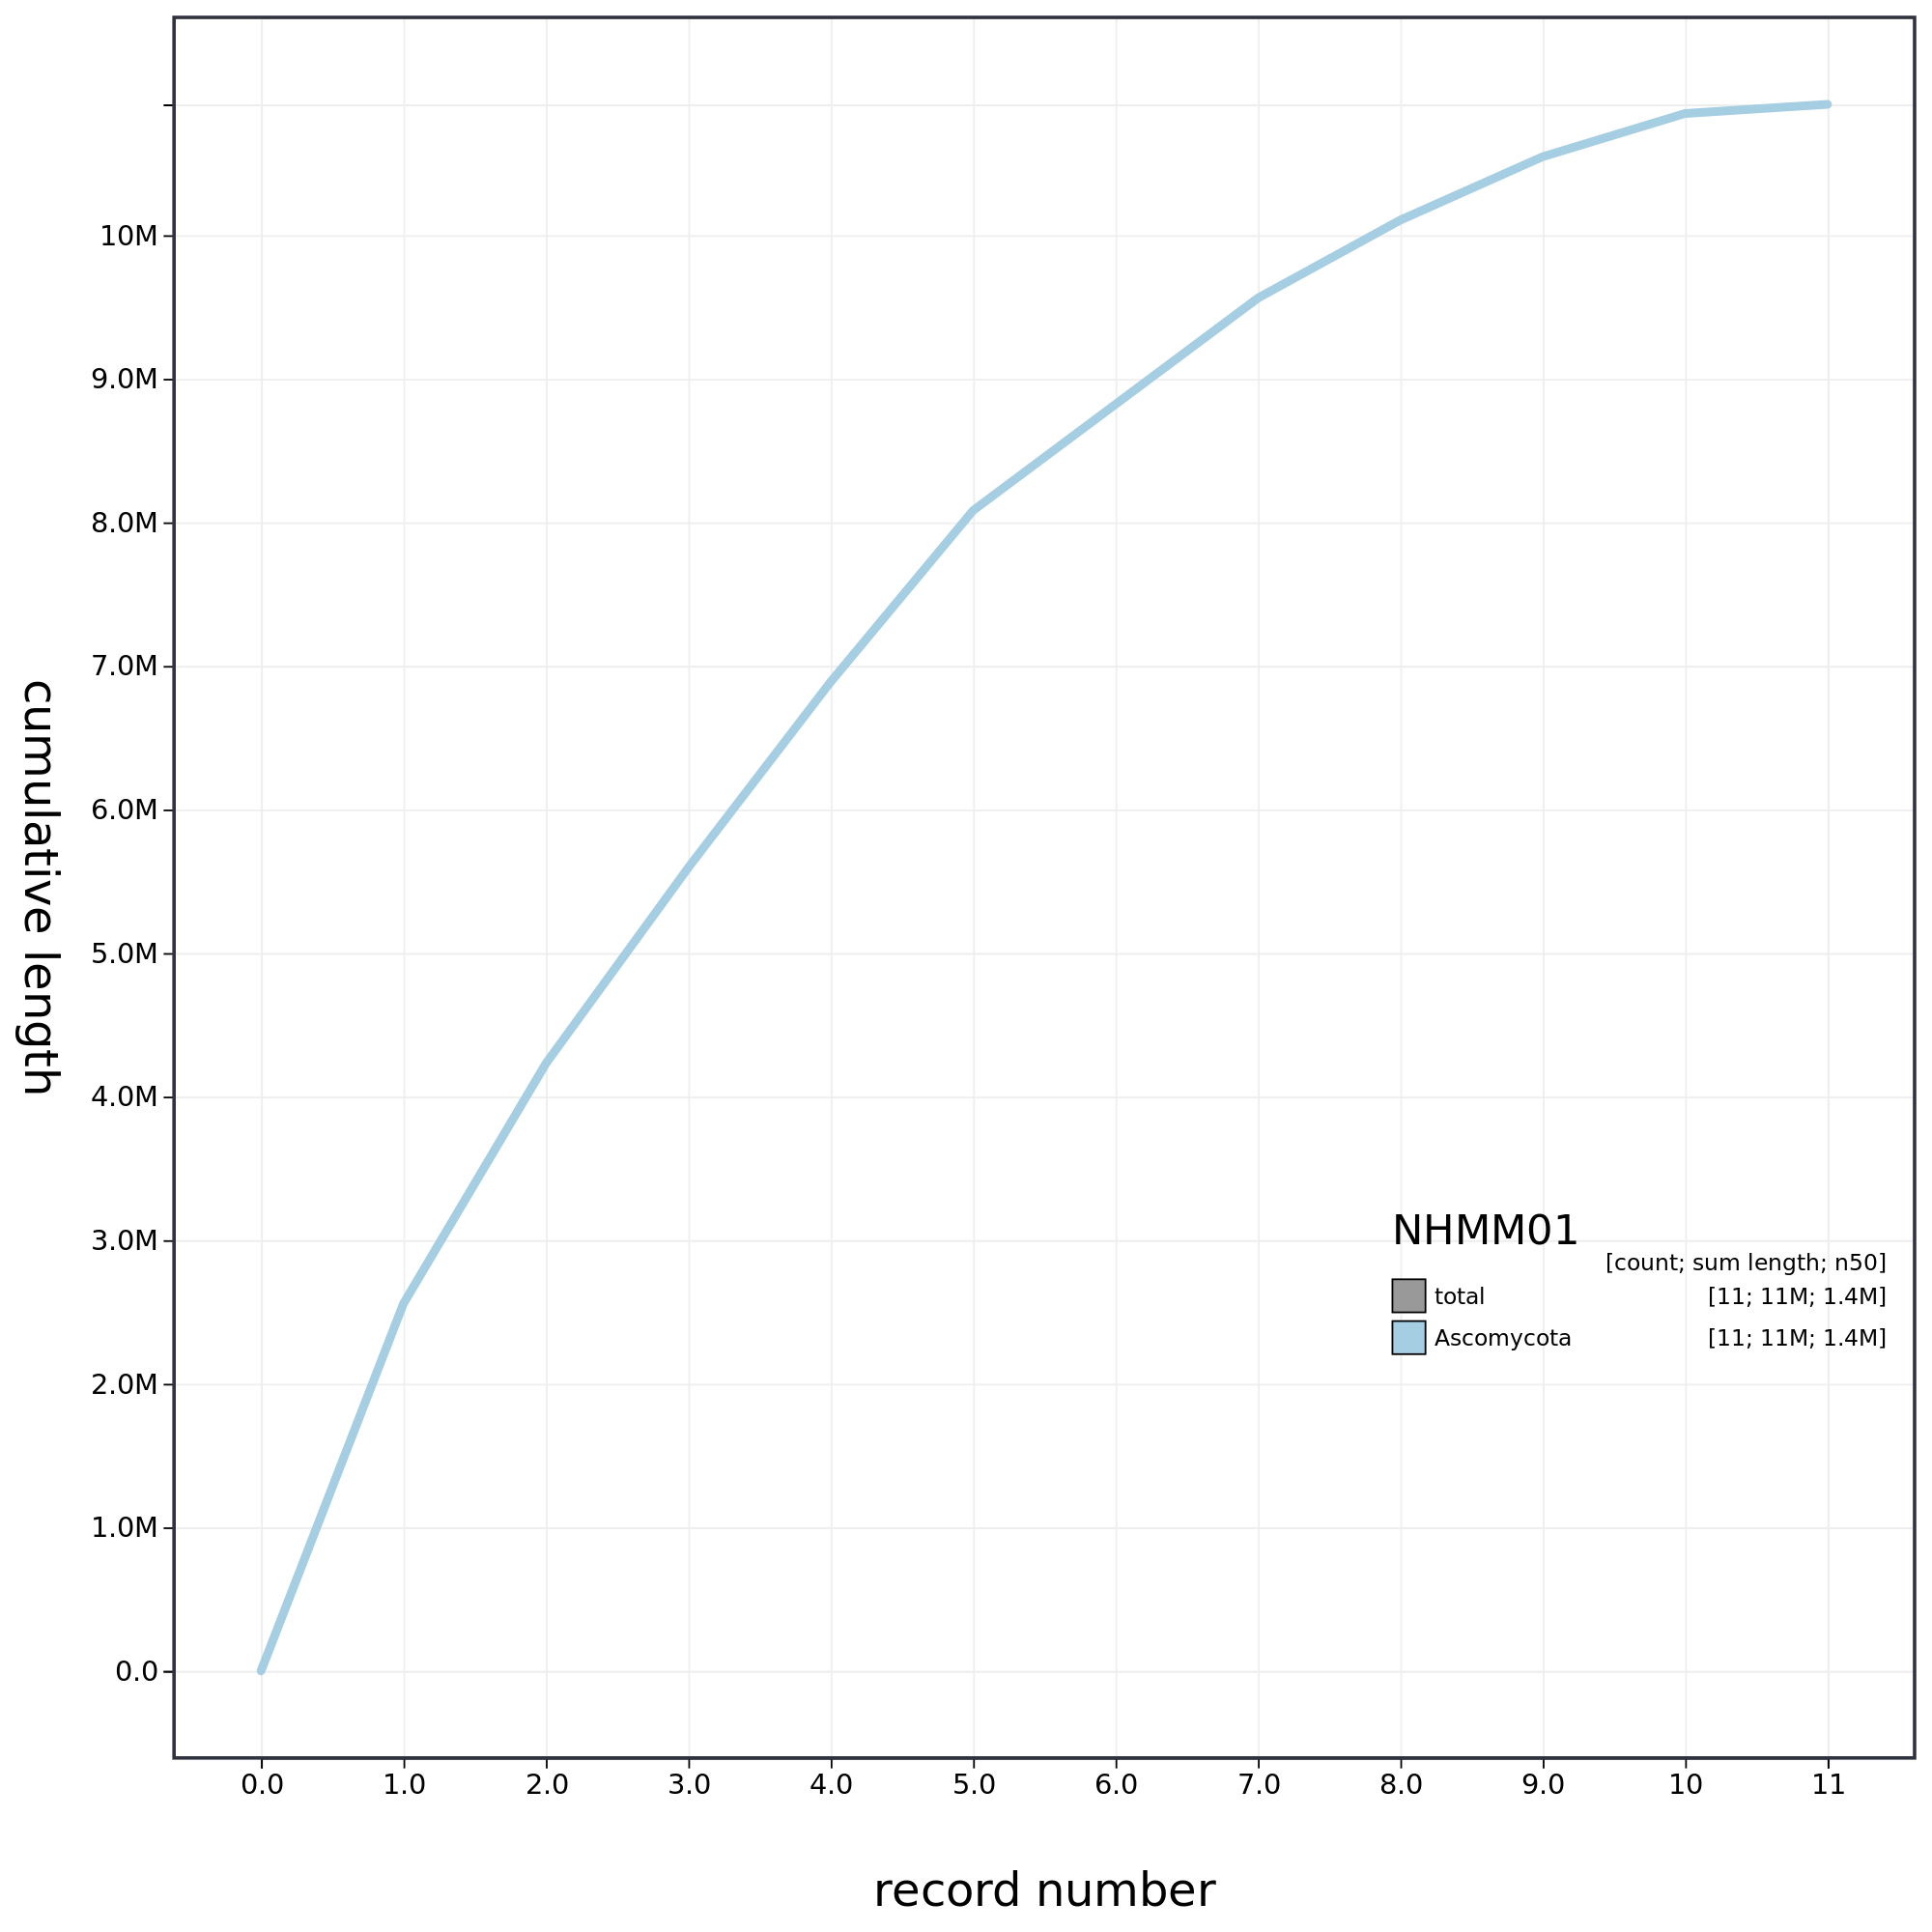 10M
9.0M
8.0M
7.0M
6.0M
5.0M
4.0M
3.0M
2.0M
1.0M
0.0
cumulative length
NHMM01
[count; sum length; n50]
total [11; 11M; 1.4M]
Ascomycota [11; 11M; 1.4M]
0.0 1.0 2.0 3.0 4.0 5.0 6.0 7.0 8.0 9.0 10 11
record number